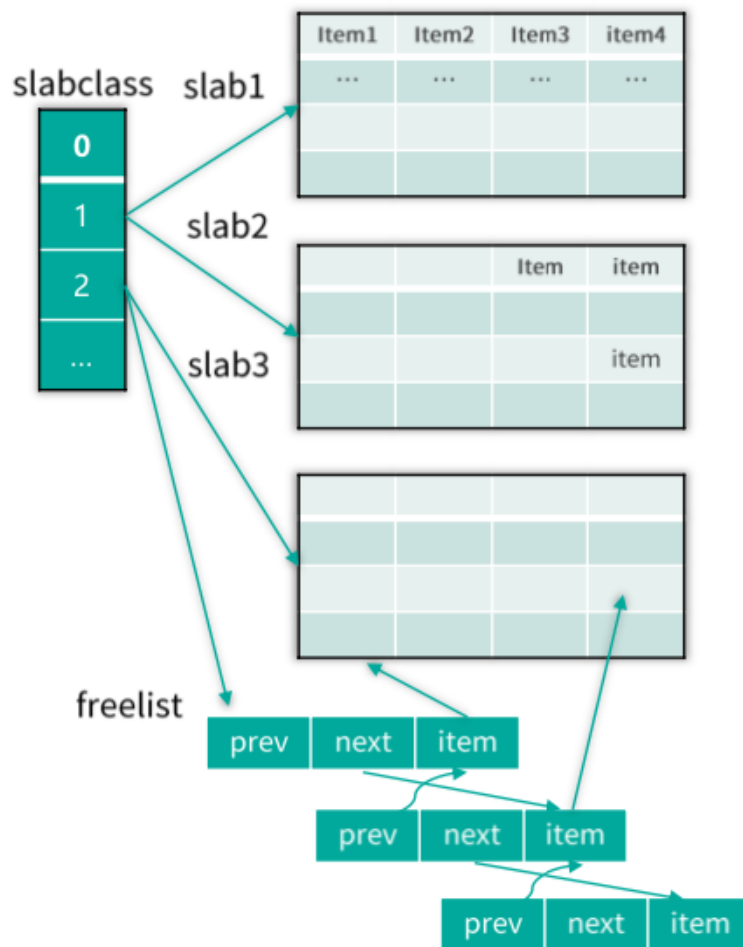 Item1 Item2 Item3 item4
… … … …
slabclass
slab1
0
1
2
…
slab2
Item item
item
slab3
freelist
prev next item
prev next item
prev next item